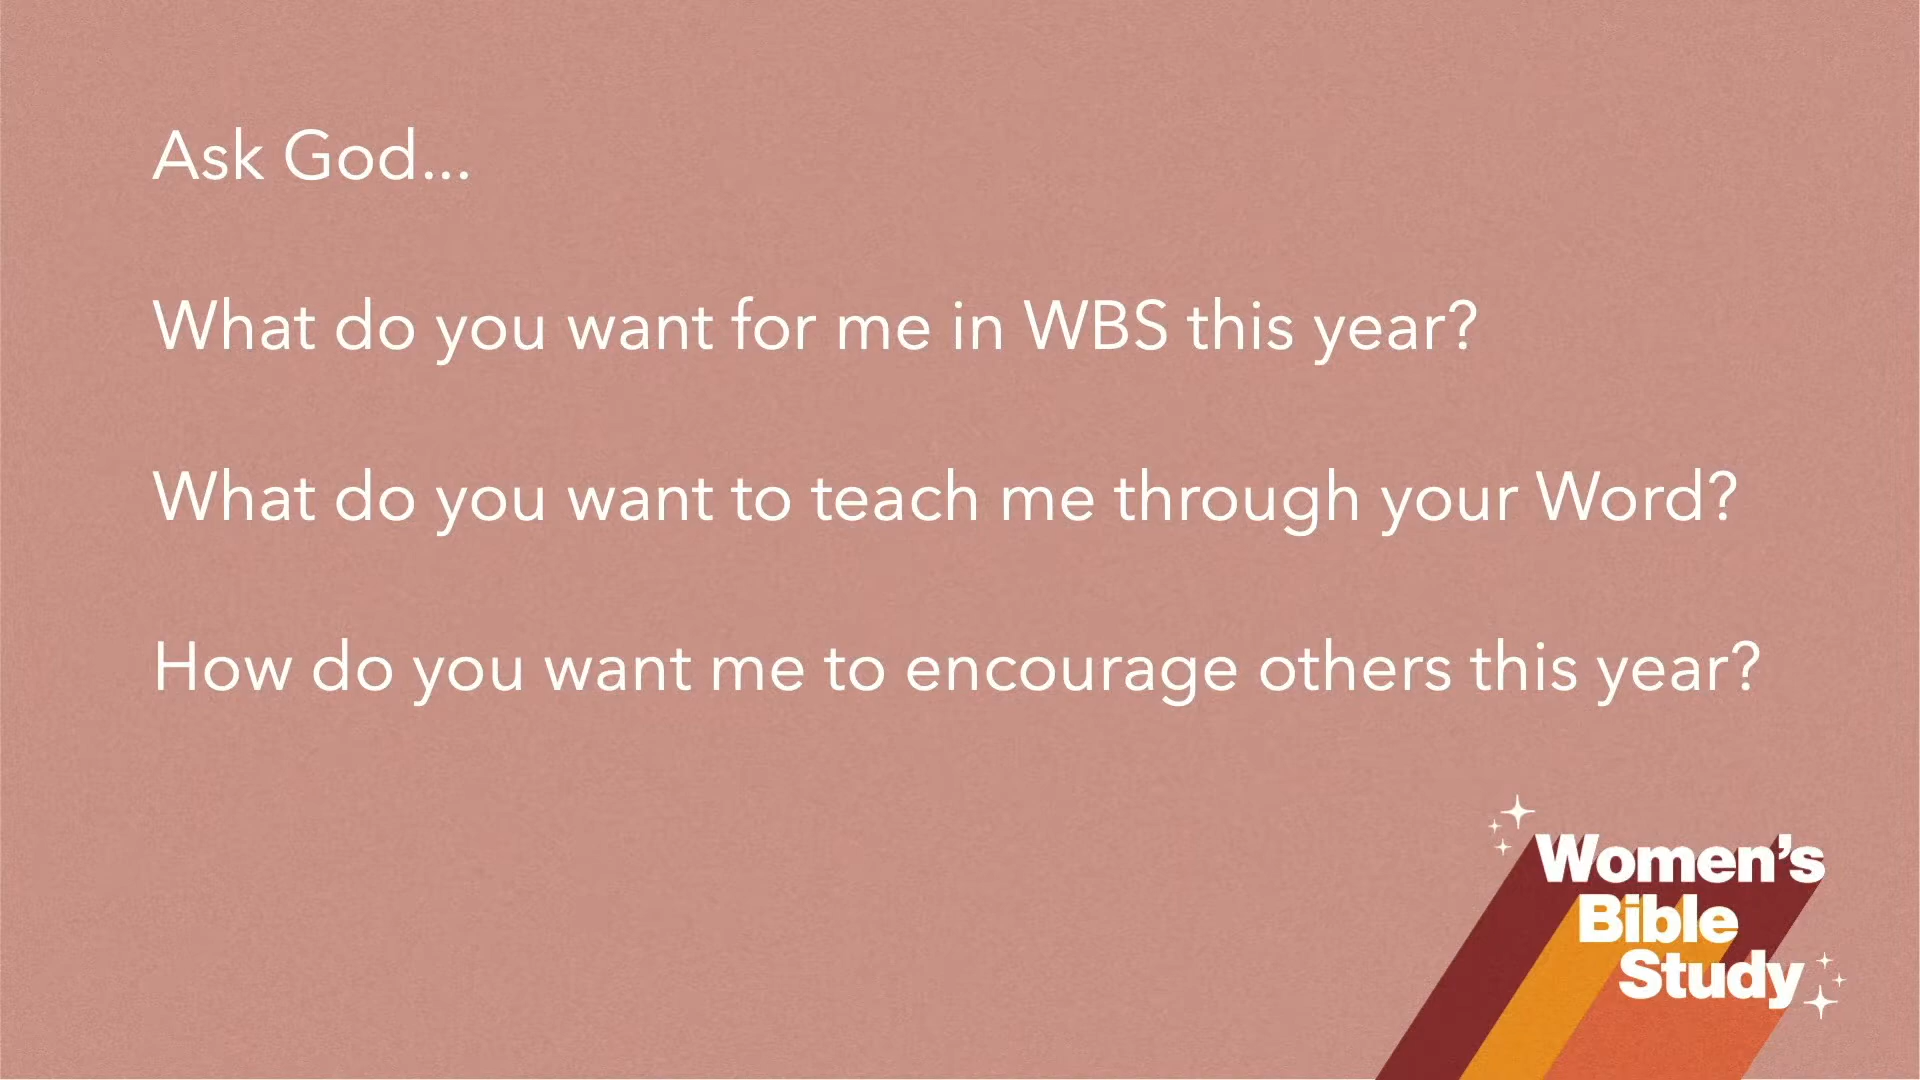 Ask God...
What do you want for me in WBS this year?
What do you want to teach me through your Word?
How do you want me to encourage others this year?
Women's
Bible
Study